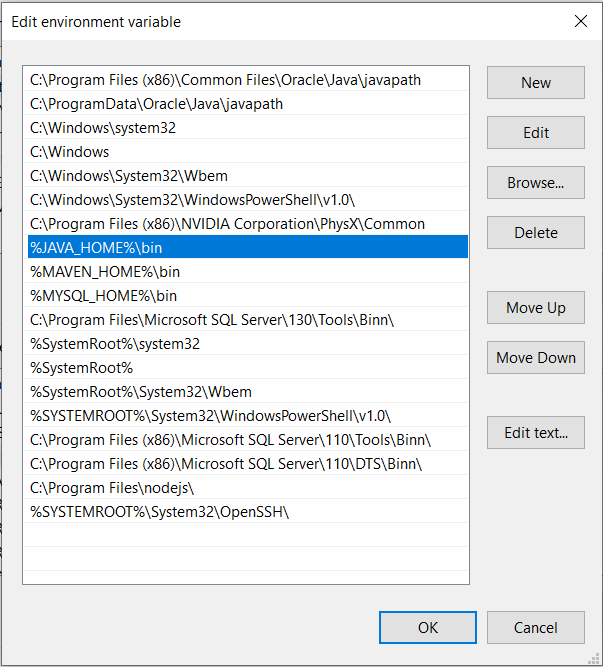 Edit environment variable
C:\Program Files (x86)\Common Files\Oracle\Java\javapath
C:\ProgramData\Oracle\Java\javapath
C:\Windows\system32
C:\Windows
C:\Windows\System32\Wbem
C:\Windows\System32\WindowsPowerShell\v1.0\
C:\Program Files (x86)\NVIDIA Corporation\PhysX\Common
%JAVA_HOME%\bin
%MAVEN_HOME%\bin
%MYSQL_HOME%\bin
C:\Program Files\Microsoft SQL Server\130\Tools\Binn\
%SystemRoot%\system32
%SystemRoot%
%SystemRoot%\System32\Wbem
%SYSTEMROOT%\System32\WindowsPowerShell\v1.0\
C:\Program Files (x86)\Microsoft SQL Server\110\Tools\Binn\
C:\Program Files (x86)\Microsoft SQL Server\110\DTS\Binn\
C:\Program Files\nodejs\
%SYSTEMROOT%\System32\OpenSSH\
New
Edit
Browse...
Delete
Move Up
Move Down
Edit text...
OK
Cancel